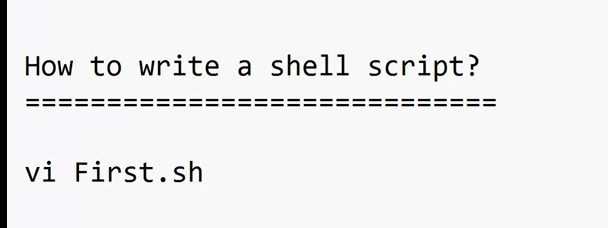 How to write a shell script?
=============================
vi First.sh